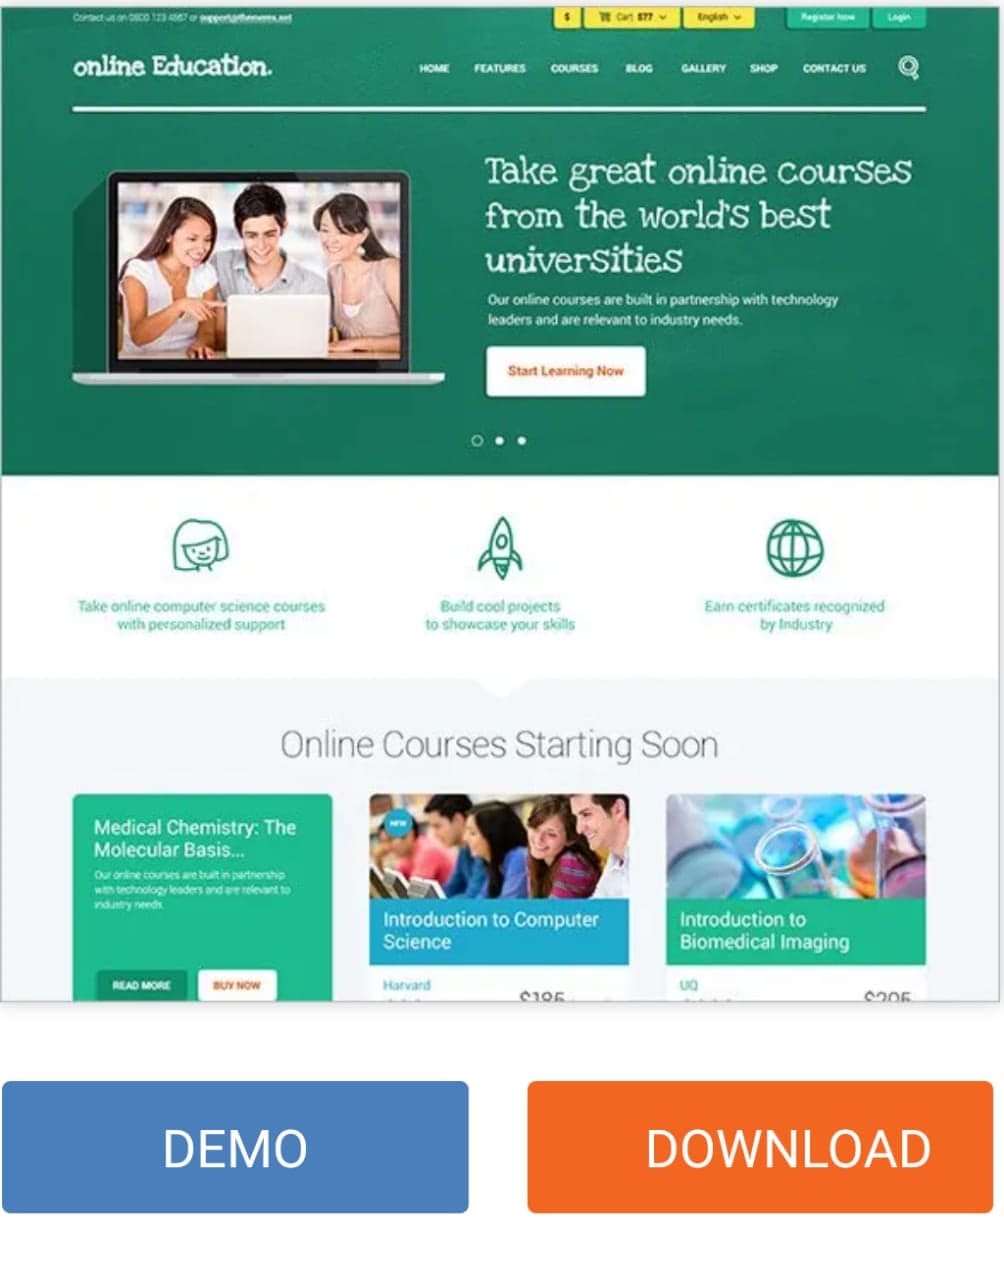 Contact us on 0800 123 4567 or support@themerex.net
$ Cart $77 English Register Now Login
online Education.
HOME FEATURES COURSES BLOG GALLERY SHOP CONTACT US
Take great online courses
from the world's best
universities
Our online courses are built in partnership with technology
leaders and are relevant to industry needs.
Start Learning Now
Take online computer science courses
with personalized support
Build cool projects
to showcase your skills
Earn certificates recognized
by Industry
Online Courses Starting Soon
Medical Chemistry: The
Molecular Basis...
Our online courses are built in partnership
with technology leaders and are relevant to
industry needs
READ MORE BUY NOW
NEW
Introduction to Computer
Science
Harvard
$185
Introduction to
Biomedical Imaging
UQ
$205
DEMO DOWNLOAD